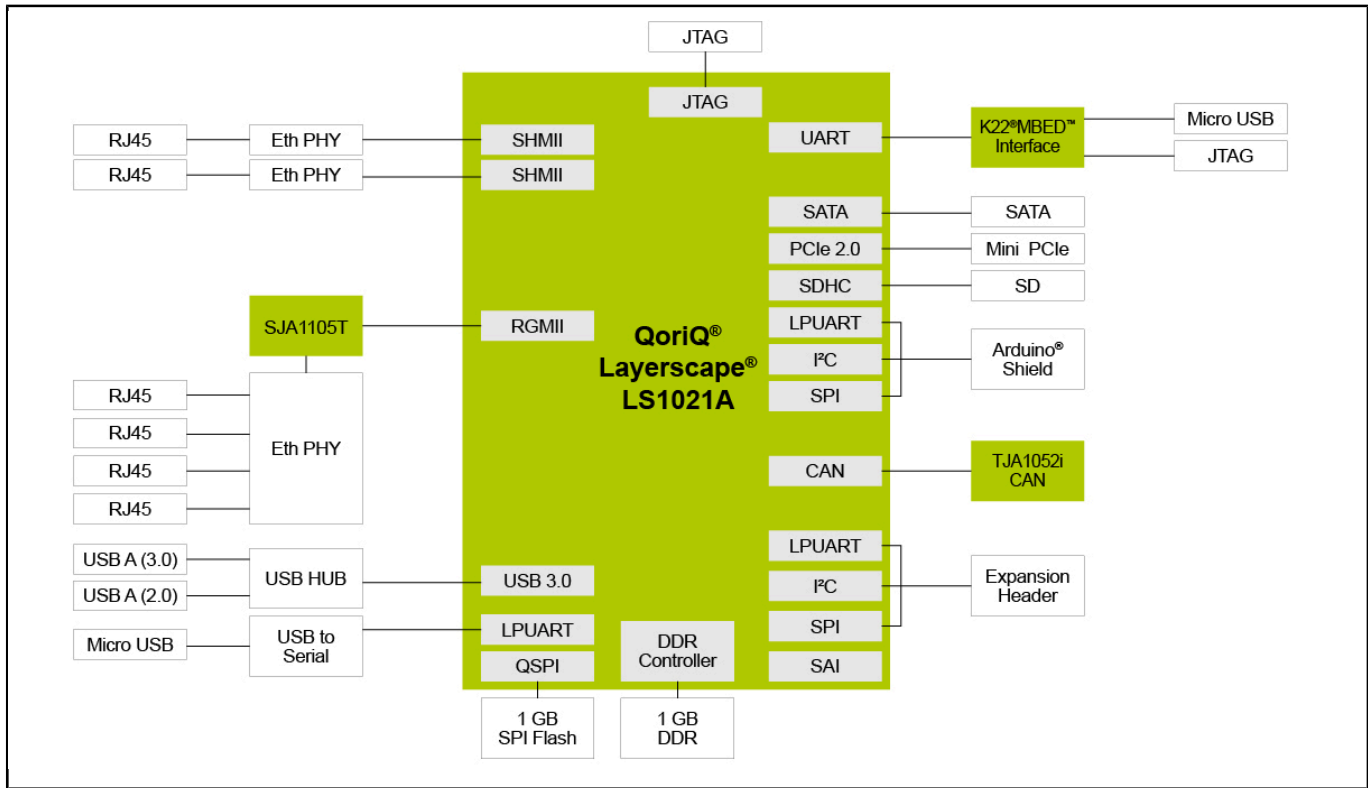 JTAG
JTAG
RJ45
Eth PHY
SHMII
RJ45
Eth PHY
SHMII
SJA1105T
RGMII
RJ45
RJ45
RJ45
RJ45
Eth PHY
USB A (3.0)
USB A (2.0)
USB HUB
USB 3.0
Micro USB
USB to
Serial
LPUART
QSPI
1 GB
SPI Flash
DDR
Controller
1 GB
DDR
QoriQ®
Layerscape®
LS1021A
UART
K22®MBED™
Interface
Micro USB
JTAG
SATA
SATA
PCIe 2.0
Mini PCIe
SDHC
SD
LPUART
I²C
SPI
Arduino®
Shield
CAN
TJA1052i
CAN
LPUART
I²C
SPI
Expansion
Header
SAI